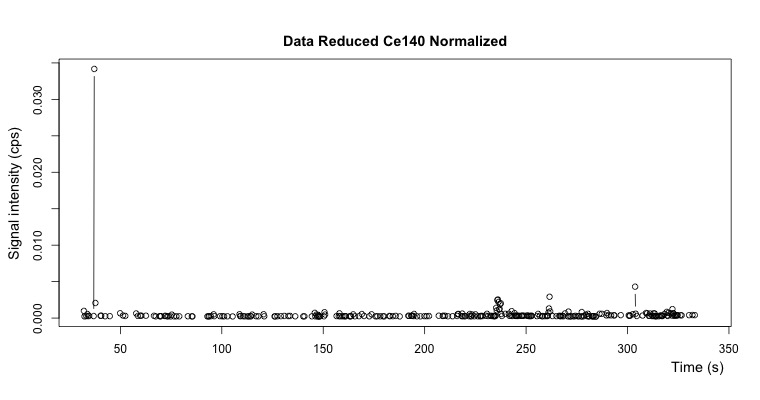 Data Reduced Ce140 Normalized
Signal intensity (cps)
0.030
0.020
0.010
0.000
50 100 150 200 250 300 350
Time (s)